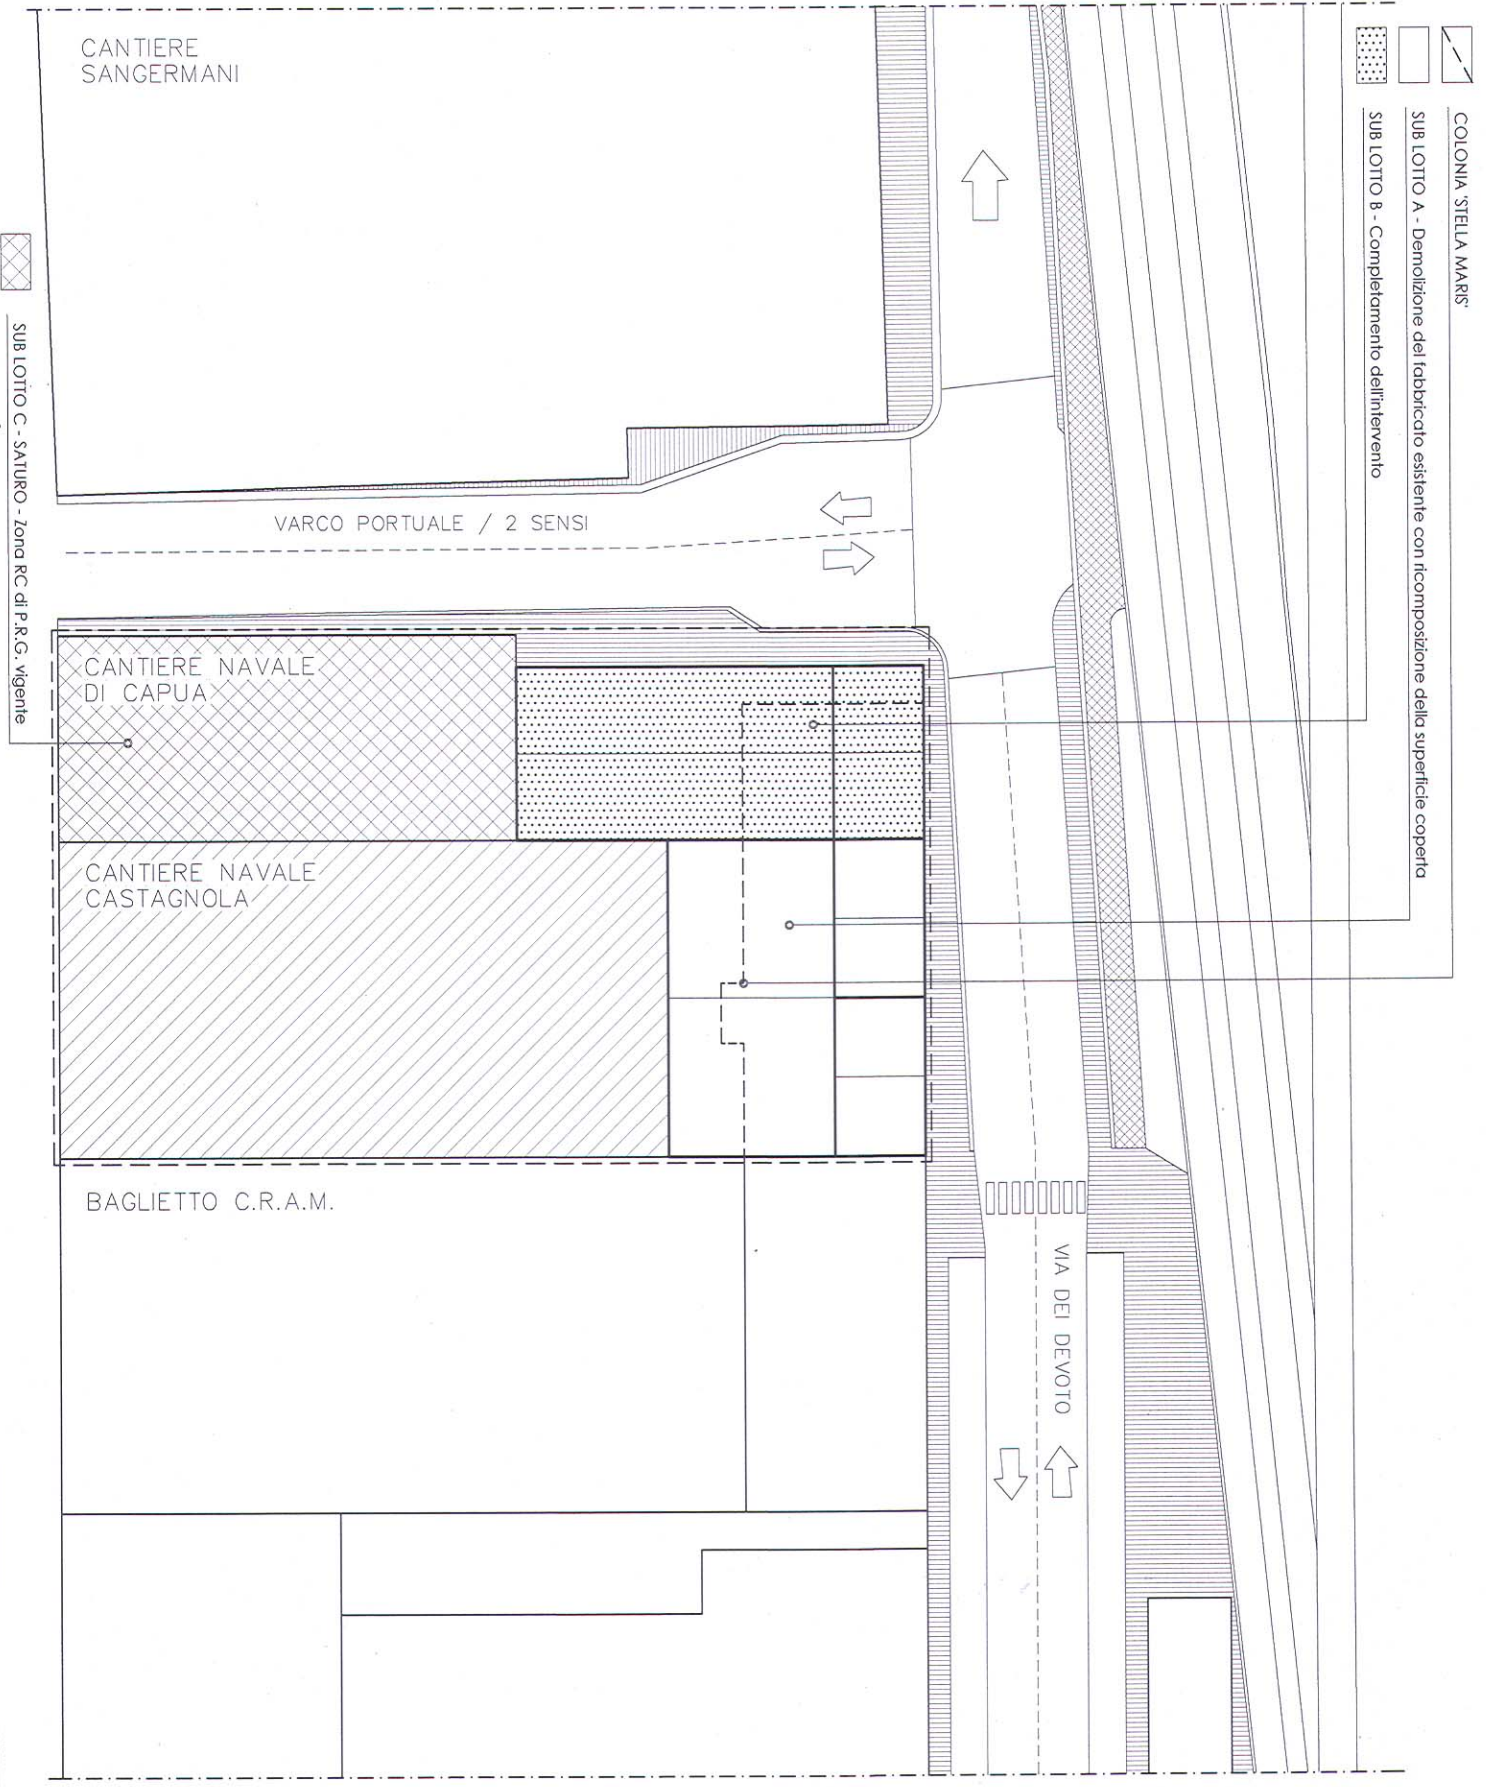 COLONIA 'STELLA MARIS'
SUB LOTTO A - Demolizione del fabbricato esistente con ricomposizione della superficie coperta
SUB LOTTO B - Completamento dell'intervento
CANTIERE
SANGERMANI
VARCO PORTUALE / 2 SENSI
CANTIERE NAVALE
DI CAPUA
CANTIERE NAVALE
CASTAGNOLA
BAGLIETTO C.R.A.M.
VIA DEI DEVOTO
SUB LOTTO C - SATURO - Zona RC di P.R.G. vigente